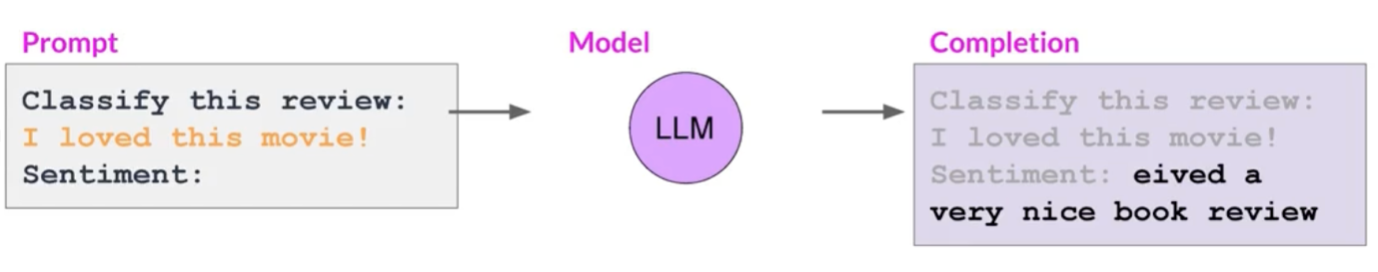 Prompt
Classify this review:
I loved this movie!
Sentiment:
Model
LLM
Completion
Classify this review:
I loved this movie!
Sentiment: eived a
very nice book review